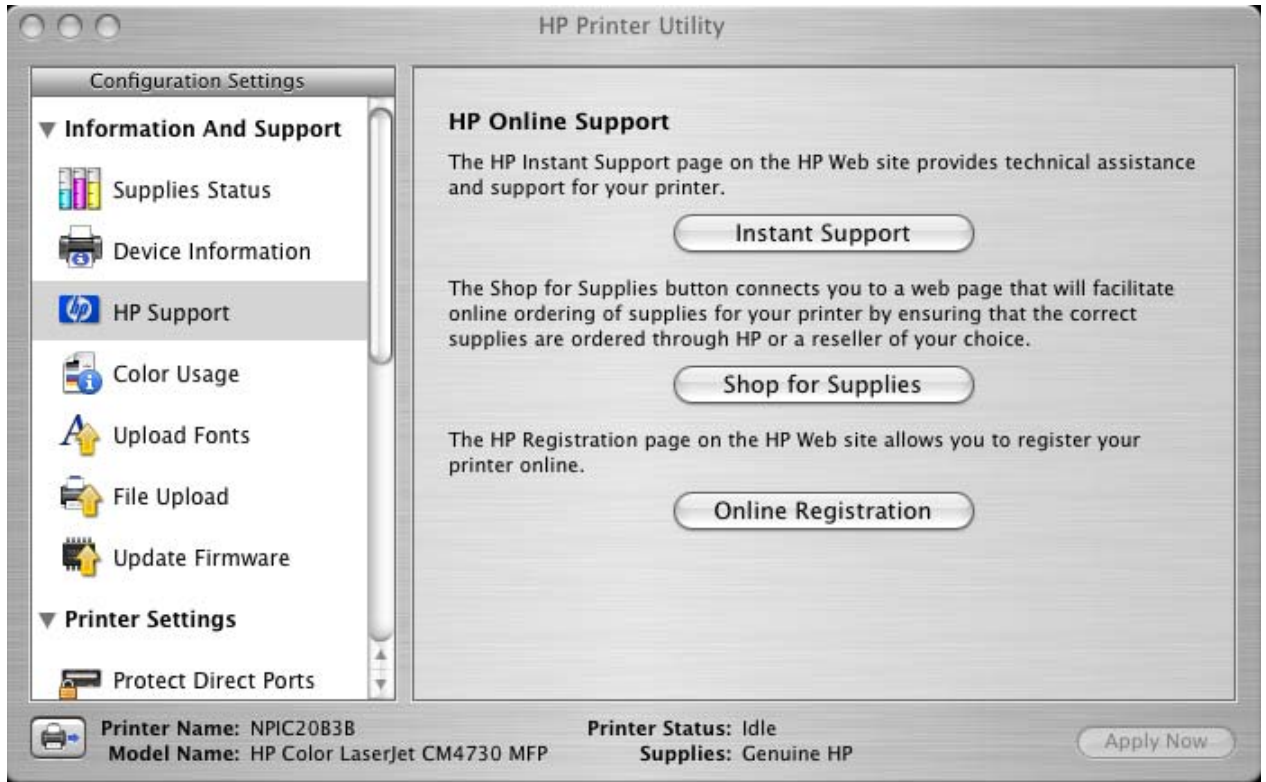 HP Printer Utility
Configuration Settings
Information And Support
Supplies Status
Device Information
hp
HP Support
Color Usage
Upload Fonts
File Upload
Update Firmware
Printer Settings
Protect Direct Ports
HP Online Support
The HP Instant Support page on the HP Web site provides technical assistance
and support for your printer.
Instant Support
The Shop for Supplies button connects you to a web page that will facilitate
online ordering of supplies for your printer by ensuring that the correct
supplies are ordered through HP or a reseller of your choice.
Shop for Supplies
The HP Registration page on the HP Web site allows you to register your
printer online.
Online Registration
Printer Name: NPIC20B3B
Model Name: HP Color LaserJet CM4730 MFP
Printer Status: Idle
Supplies: Genuine HP
Apply Now